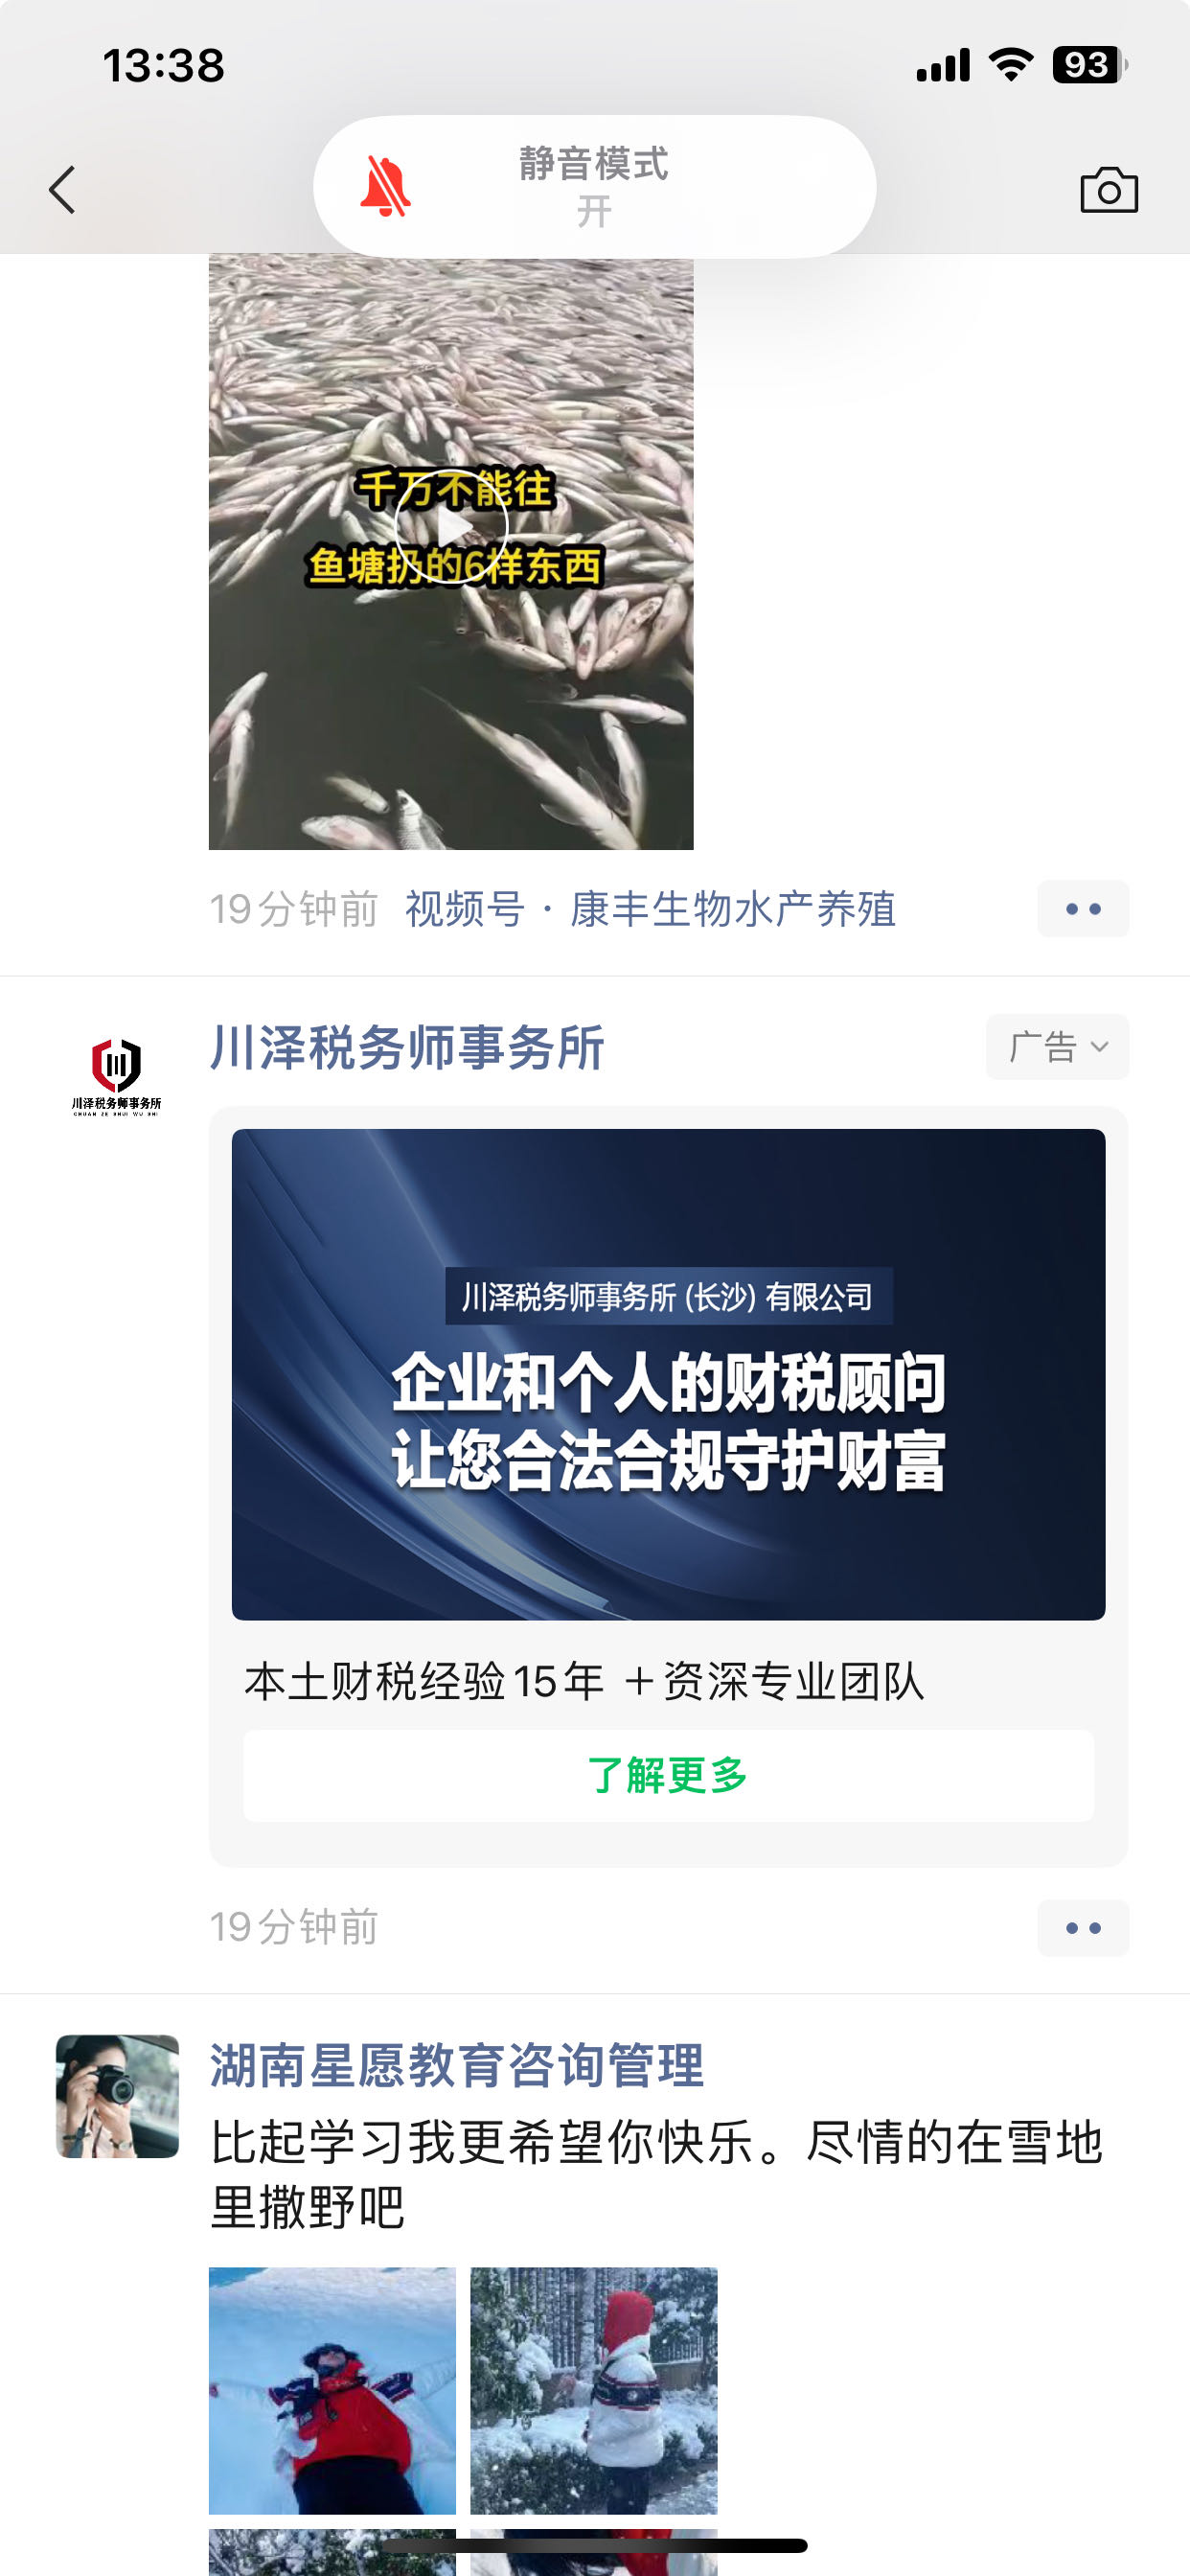 13:38
93
静音模式
开
千万不能往
鱼塘扔的6样东西
19分钟前 视频号 · 康丰生物水产养殖
川泽税务师事务所
广告
川泽税务师事务所
CHUAN ZE SHUI WU SHI
川泽税务师事务所 (长沙) 有限公司
企业和个人的财税顾问
让您合法合规守护财富
本土财税经验15年 +资深专业团队
了解更多
19分钟前
湖南星愿教育咨询管理
比起学习我更希望你快乐。尽情的在雪地
里撒野吧